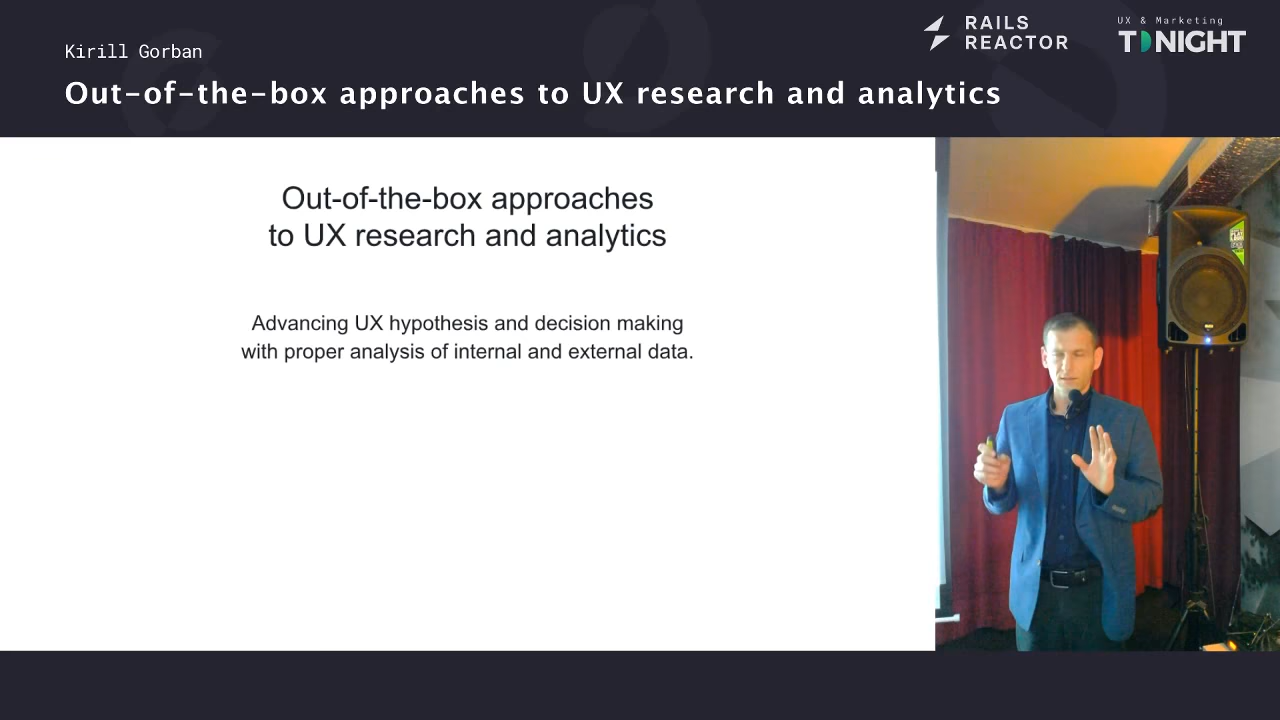 Kirill Gorban
Out-of-the-box approaches to UX research and analytics
RAILS
REACTOR
UX & Marketing
TONIGHT
Out-of-the-box approaches
to UX research and analytics
Advancing UX hypothesis and decision making
with proper analysis of internal and external data.